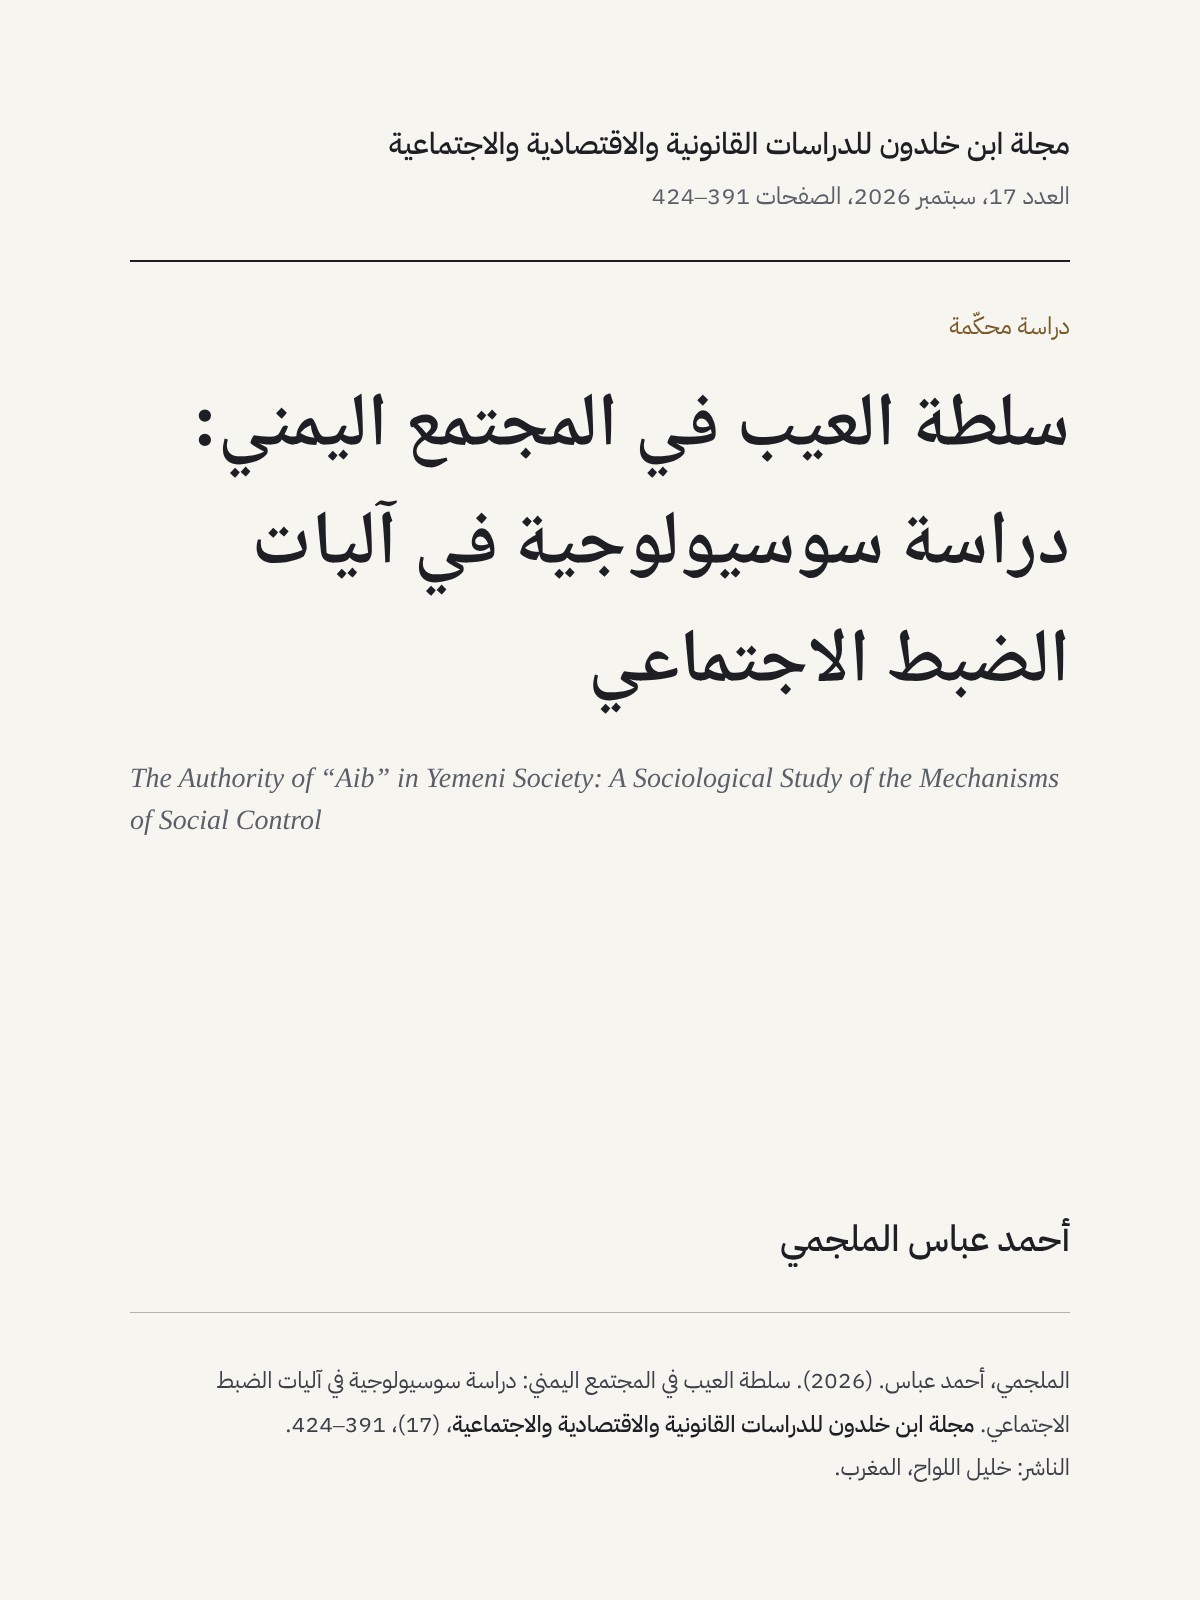 مجلة ابن خلدون للدراسات القانونية والاقتصادية والاجتماعية
العدد 17، سبتمبر 2026، الصفحات 391–424
دراسة محكّمة
سلطة العيب في المجتمع اليمني:
دراسة سوسيولوجية في آليات
الضبط الاجتماعي
The Authority of “Aib” in Yemeni Society: A Sociological Study of the Mechanisms
of Social Control
أحمد عباس الملجمي
الملجمي، أحمد عباس. (2026). سلطة العيب في المجتمع اليمني: دراسة سوسيولوجية في آليات الضبط
الاجتماعي. مجلة ابن خلدون للدراسات القانونية والاقتصادية والاجتماعية، (17)، 391–424.
الناشر: خليل اللواح، المغرب.